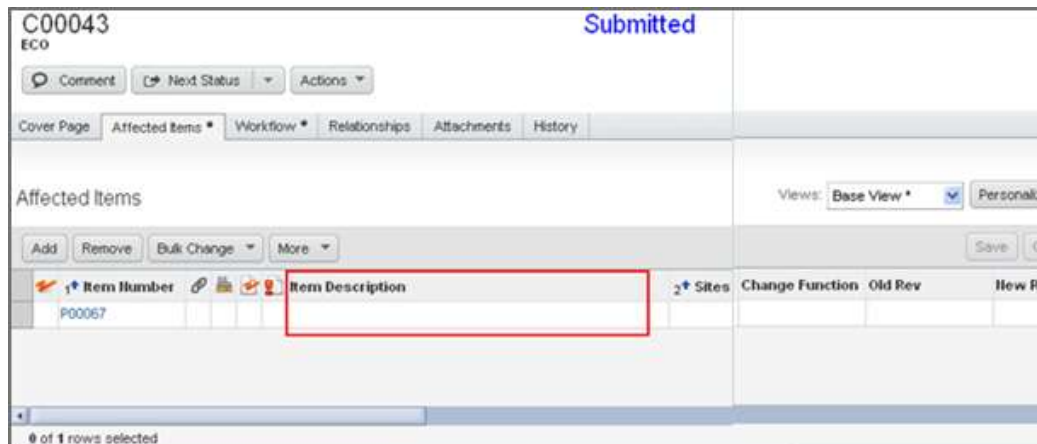 C00043 Submitted
ECO
Comment Next Status Actions
Cover Page Affected Items * Workflow * Relationships Attachments History
Affected Items Views: Base View *
Add Remove Bulk Change More Save
1 Item Number Item Description 2 Sites Change Function Old Rev New
P00067
0 of 1 rows selected